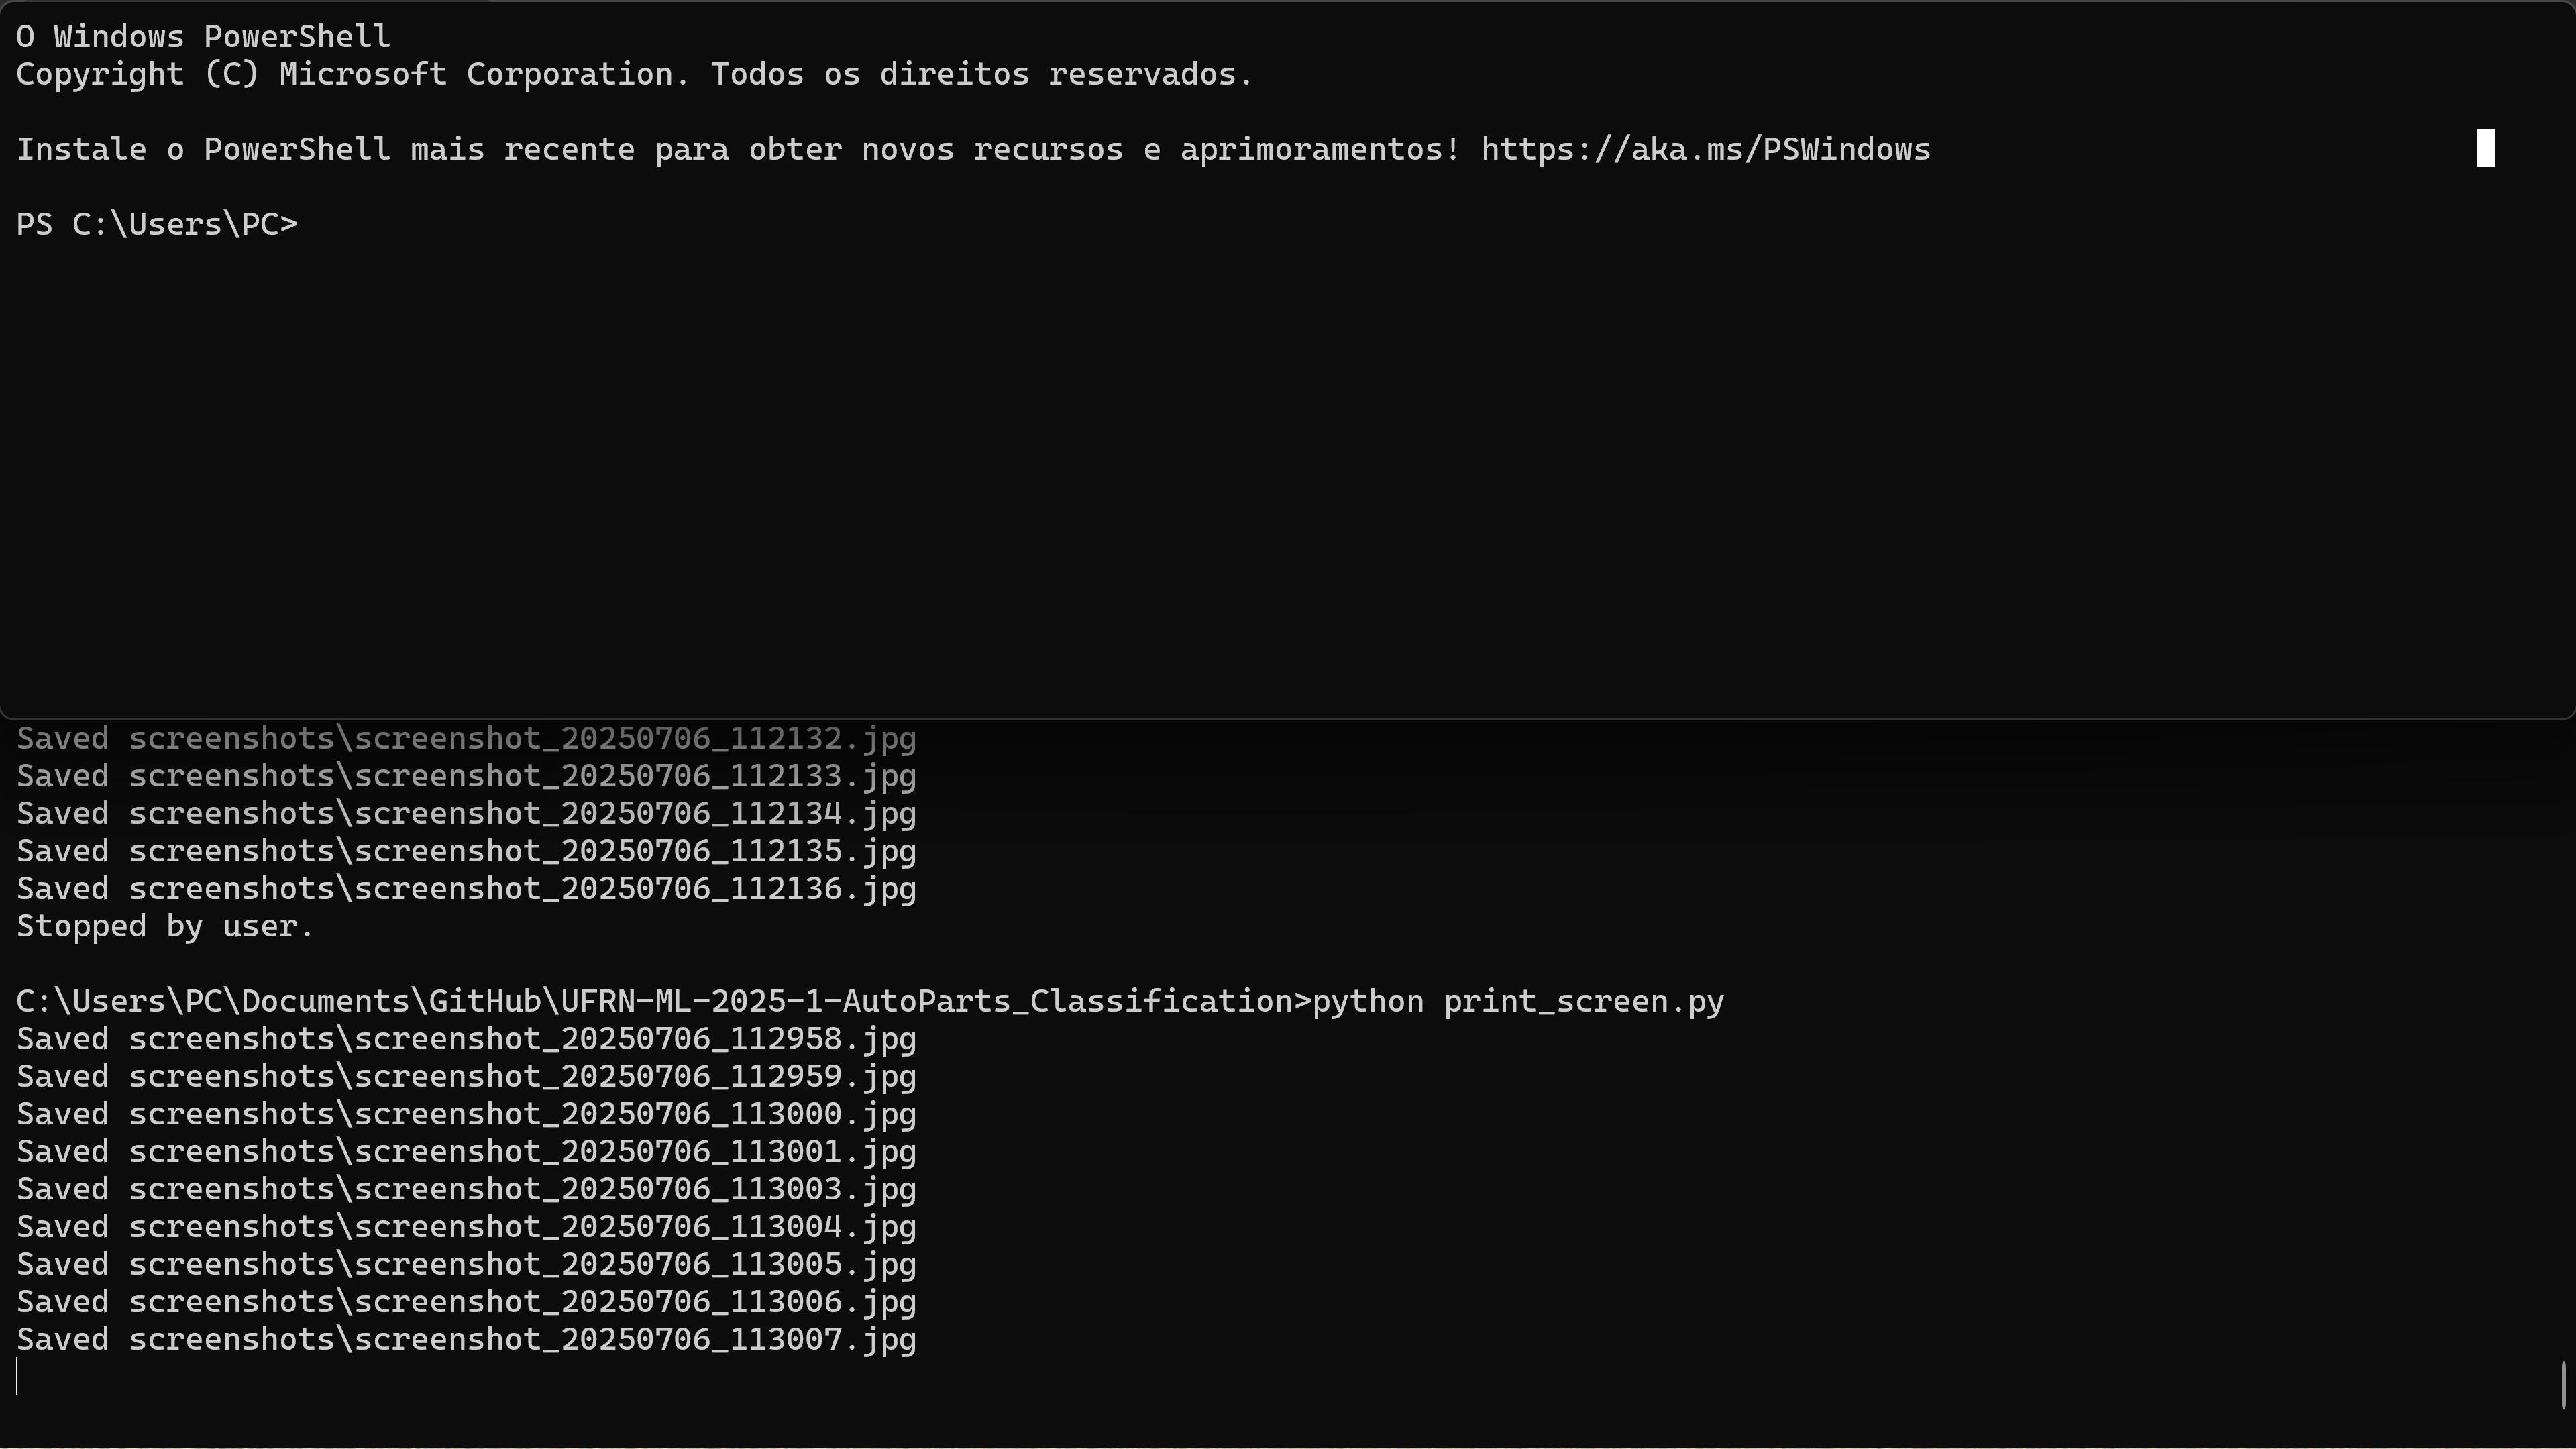 O Windows PowerShell
Copyright (C) Microsoft Corporation. Todos os direitos reservados.
Instale o PowerShell mais recente para obter novos recursos e aprimoramentos! https://aka.ms/PSWindows
PS C:\Users\PC>
Saved screenshots\screenshot_20250706_112132.jpg
Saved screenshots\screenshot_20250706_112133.jpg
Saved screenshots\screenshot_20250706_112134.jpg
Saved screenshots\screenshot_20250706_112135.jpg
Saved screenshots\screenshot_20250706_112136.jpg
Stopped by user.
C:\Users\PC\Documents\GitHub\UFRN-ML-2025-1-AutoParts_Classification>python print_screen.py
Saved screenshots\screenshot_20250706_112958.jpg
Saved screenshots\screenshot_20250706_112959.jpg
Saved screenshots\screenshot_20250706_113000.jpg
Saved screenshots\screenshot_20250706_113001.jpg
Saved screenshots\screenshot_20250706_113003.jpg
Saved screenshots\screenshot_20250706_113004.jpg
Saved screenshots\screenshot_20250706_113005.jpg
Saved screenshots\screenshot_20250706_113006.jpg
Saved screenshots\screenshot_20250706_113007.jpg